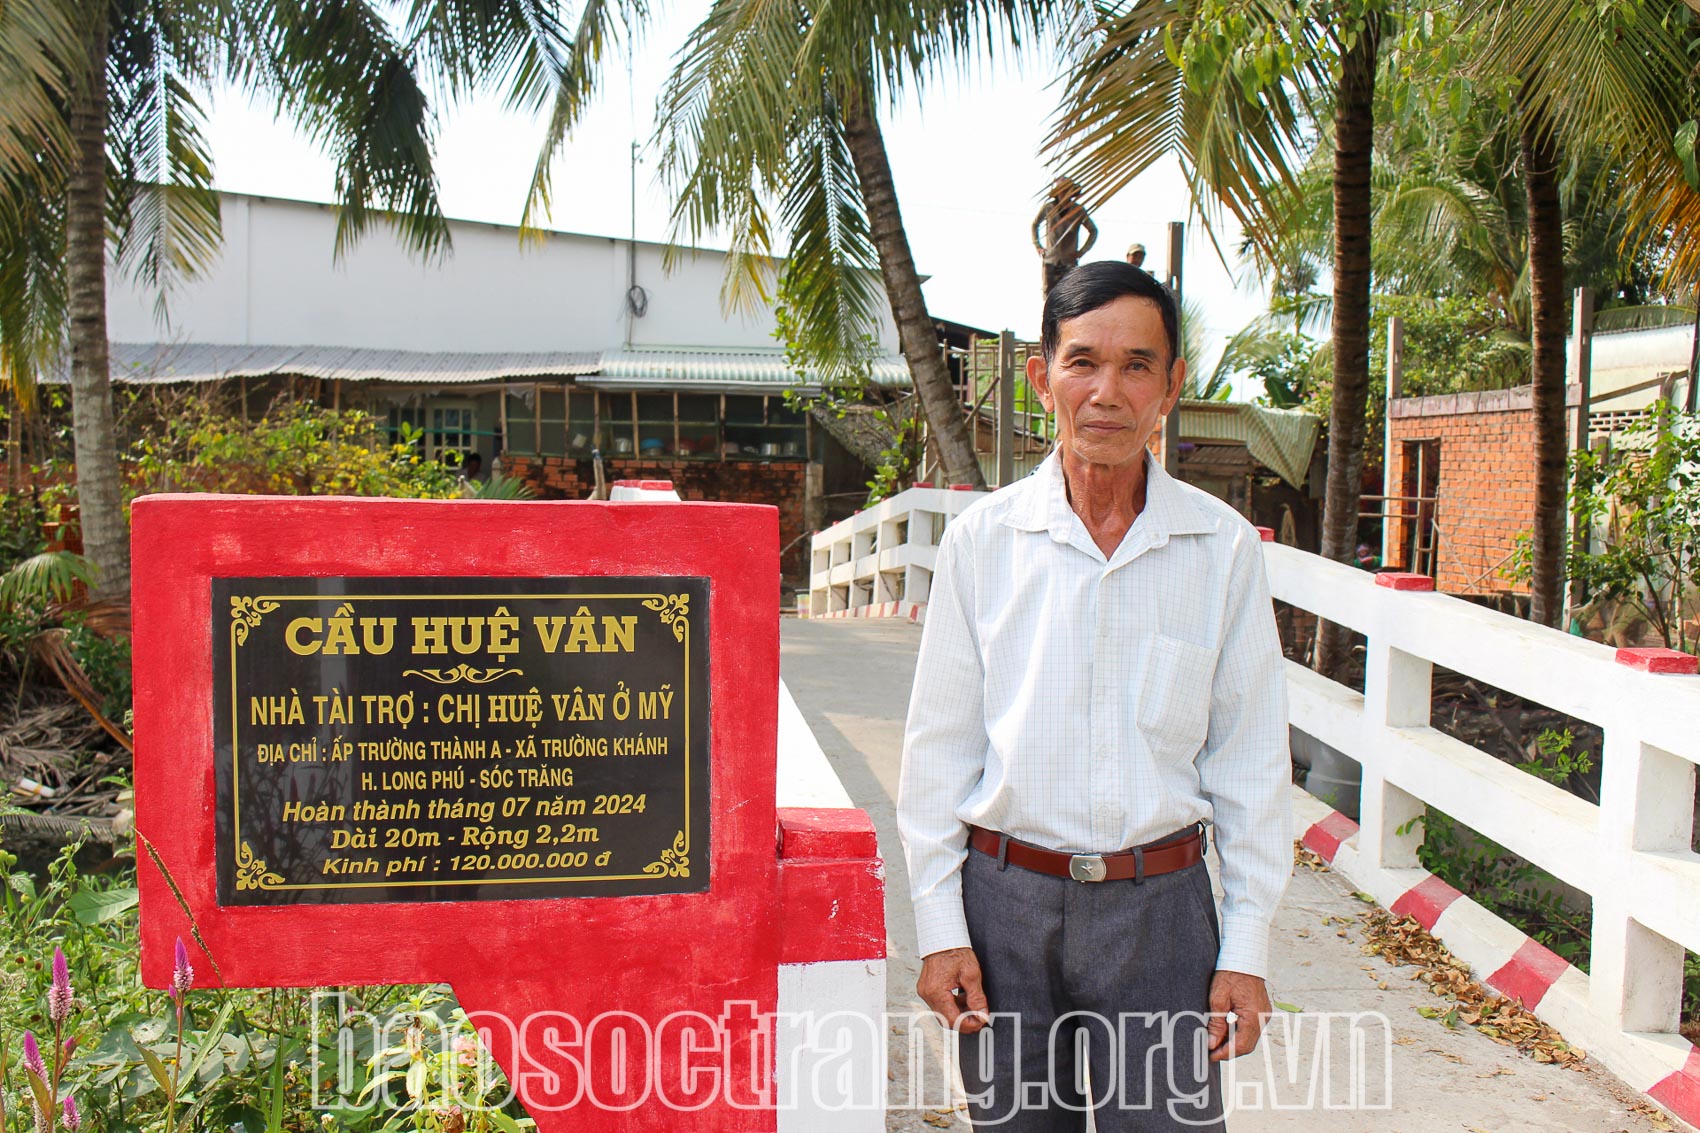 CẦU HUỆ VÂN
NHÀ TÀI TRỢ : CHỊ HUỆ VÂN Ở MỸ
ĐỊA CHỈ : ẤP TRƯỜNG THÀNH A - XÃ TRƯỜNG KHÁNH
H. LONG PHÚ - SÓC TRĂNG
Hoàn thành tháng 07 năm 2024
Dài 20m - Rộng 2,2m
Kinh phí : 120.000.000 đ
baosoctrang.org.vn